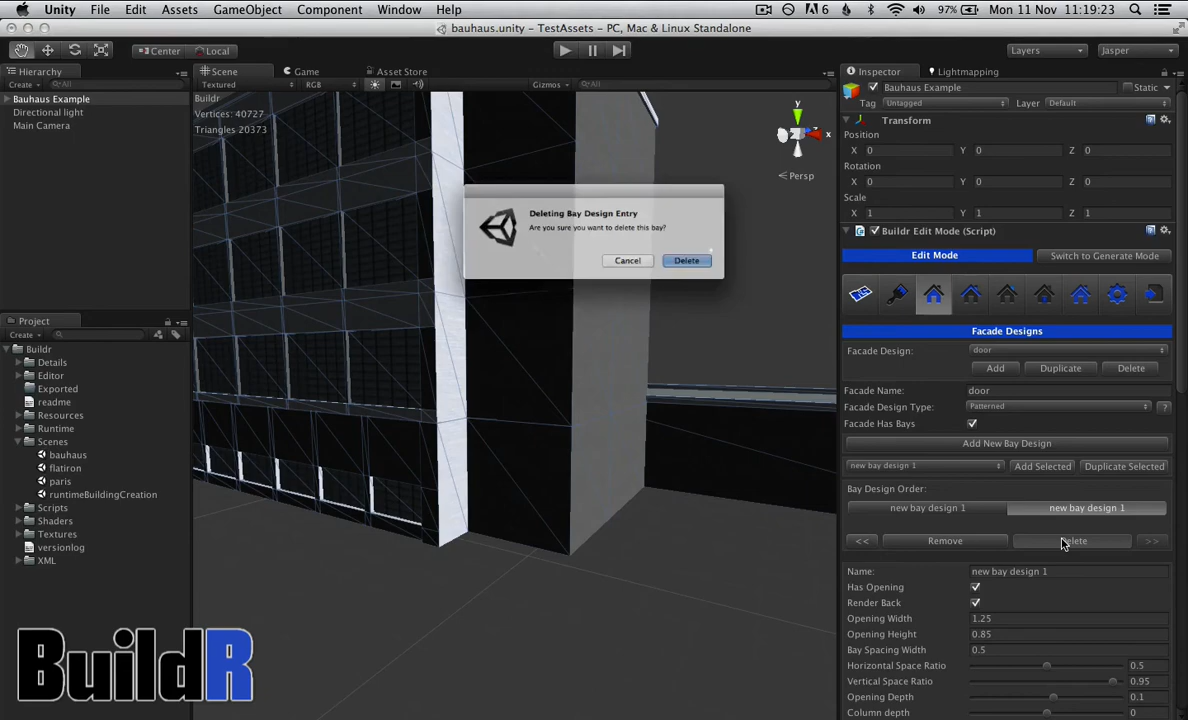 Unity File Edit Assets GameObject Component Window Help 6 97% Mon 11 Nov 11:19:23
bauhaus.unity - TestAssets - PC, Mac & Linux Standalone
Center Local Layers Jasper
Hierarchy Scene Game Asset Store Inspector Lightmapping
Create All Textured RGB Gizmos All Bauhaus Example Static
Bauhaus Example
Directional light
Main Camera
Buildr
Vertices: 40727
Triangles 20373
y
x
Persp
Tag Untagged Layer Default
Transform
Position
X 0 Y 0 Z 0
Rotation
X 0 Y 0 Z 0
Scale
X 1 Y 1 Z 1
Deleting Bay Design Entry
Are you sure you want to delete this bay?
Cancel Delete
Buildr Edit Mode (Script)
Edit Mode Switch to Generate Mode
Facade Designs
Facade Design: door
Add Duplicate Delete
Facade Name: door
Facade Design Type: Patterned ?
Facade Has Bays
Add New Bay Design
new bay design 1 Add Selected Duplicate Selected
Bay Design Order:
new bay design 1 new bay design 1
<< Remove Delete >>
Name: new bay design 1
Has Opening
Render Back
Opening Width 1.25
Opening Height 0.85
Bay Spacing Width 0.5
Horizontal Space Ratio 0.5
Vertical Space Ratio 0.95
Opening Depth 0.1
Column depth 0
Project
Create
Buildr
Details
Editor
Exported
readme
Resources
Runtime
Scenes
bauhaus
flatiron
paris
runtimeBuildingCreation
Scripts
Shaders
Textures
versionlog
XML
BuildR